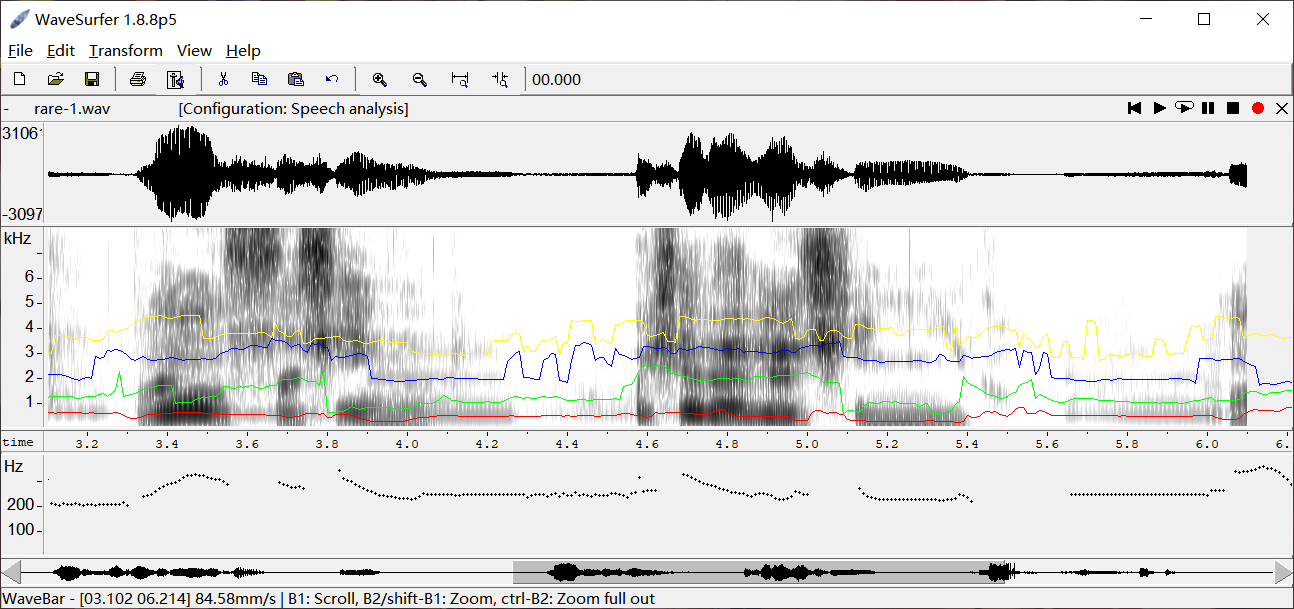 WaveSurfer 1.8.8p5
File Edit Transform View Help
00.000
- rare-1.wav [Configuration: Speech analysis]
3106
-3097
kHz
6
5
4
3
2
1
time 3.2 3.4 3.6 3.8 4.0 4.2 4.4 4.6 4.8 5.0 5.2 5.4 5.6 5.8 6.0 6.
Hz
200
100
WaveBar - [03.102 06.214] 84.58mm/s | B1: Scroll, B2/shift-B1: Zoom, ctrl-B2: Zoom full out